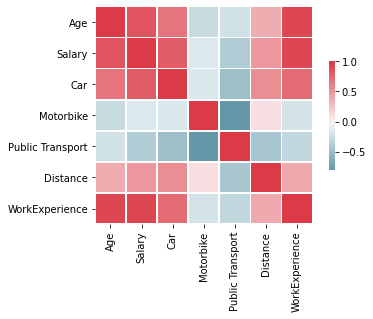 Age
Salary
Car
Motorbike
Public Transport
Distance
WorkExperience
1.0
0.5
0.0
−0.5
Age
Salary
Car
Motorbike
Public Transport
Distance
WorkExperience